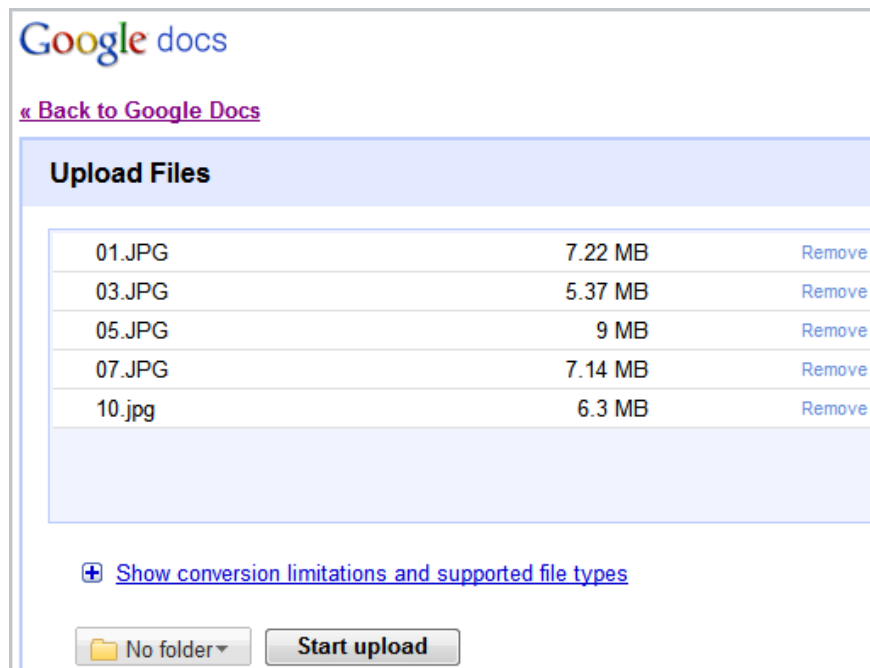 Google docs
« Back to Google Docs
Upload Files
01.JPG 7.22 MB Remove
03.JPG 5.37 MB Remove
05.JPG 9 MB Remove
07.JPG 7.14 MB Remove
10.jpg 6.3 MB Remove
Show conversion limitations and supported file types
No folder Start upload